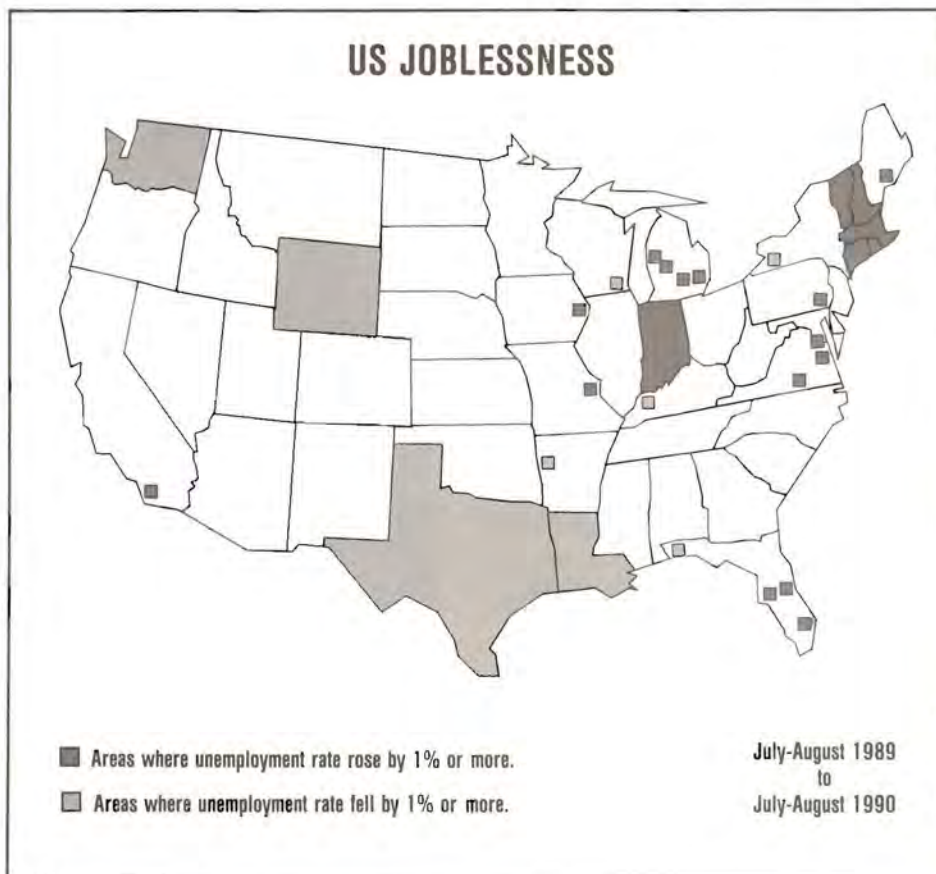 US JOBLESSNESS
Areas where unemployment rate rose by 1% or more.
Areas where unemployment rate fell by 1% or more.
July-August 1989
to
July-August 1990